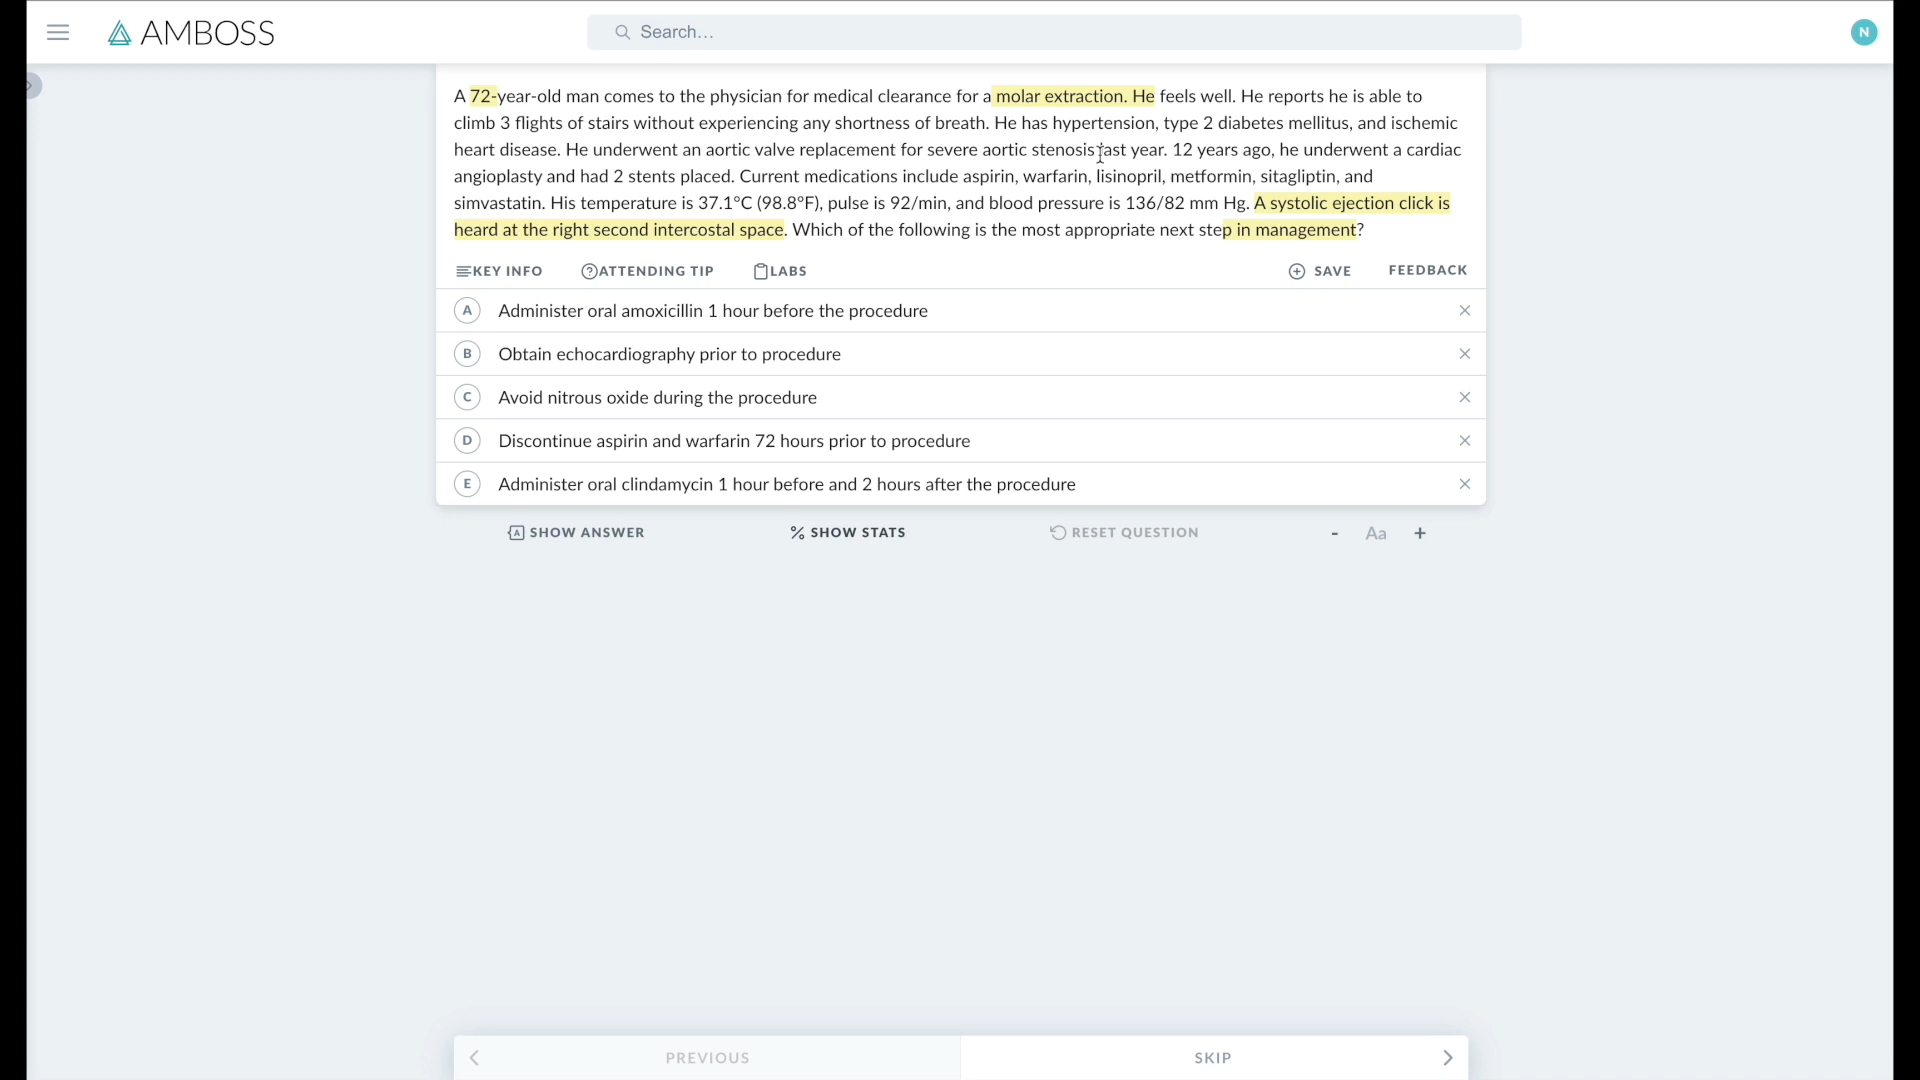 AMBOSS
Search...
N
A 72-year-old man comes to the physician for medical clearance for a molar extraction. He feels well. He reports he is able to
climb 3 flights of stairs without experiencing any shortness of breath. He has hypertension, type 2 diabetes mellitus, and ischemic
heart disease. He underwent an aortic valve replacement for severe aortic stenosis last year. 12 years ago, he underwent a cardiac
angioplasty and had 2 stents placed. Current medications include aspirin, warfarin, lisinopril, metformin, sitagliptin, and
simvastatin. His temperature is 37.1°C (98.8°F), pulse is 92/min, and blood pressure is 136/82 mm Hg. A systolic ejection click is
heard at the right second intercostal space. Which of the following is the most appropriate next step in management?
KEY INFO ATTENDING TIP LABS SAVE FEEDBACK
A Administer oral amoxicillin 1 hour before the procedure
B Obtain echocardiography prior to procedure
C Avoid nitrous oxide during the procedure
D Discontinue aspirin and warfarin 72 hours prior to procedure
E Administer oral clindamycin 1 hour before and 2 hours after the procedure
SHOW ANSWER % SHOW STATS RESET QUESTION - Aa +
PREVIOUS SKIP